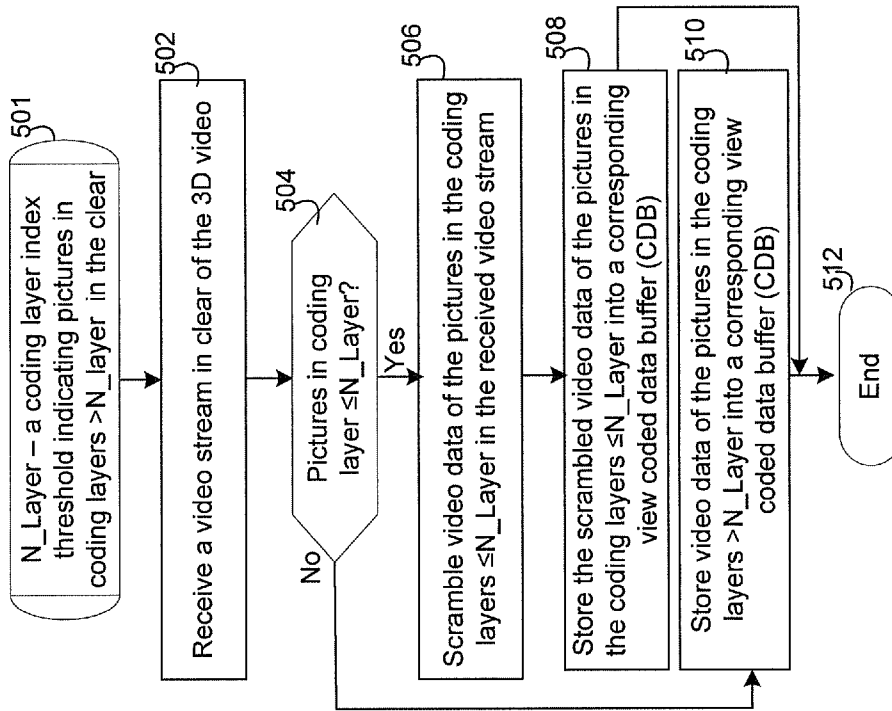 501
N_Layer – a coding layer index
threshold indicating pictures in
coding layers >N_layer in the clear
502
Receive a video stream in clear of the 3D video
504
Pictures in coding
layer ≤N_Layer?
No
Yes
506
Scramble video data of the pictures in the coding
layers ≤N_Layer in the received video stream
508
Store the scrambled video data of the pictures in
the coding layers ≤N_Layer into a corresponding
view coded data buffer (CDB)
510
Store video data of the pictures in the coding
layers >N_Layer into a corresponding view
coded data buffer (CDB)
512
End